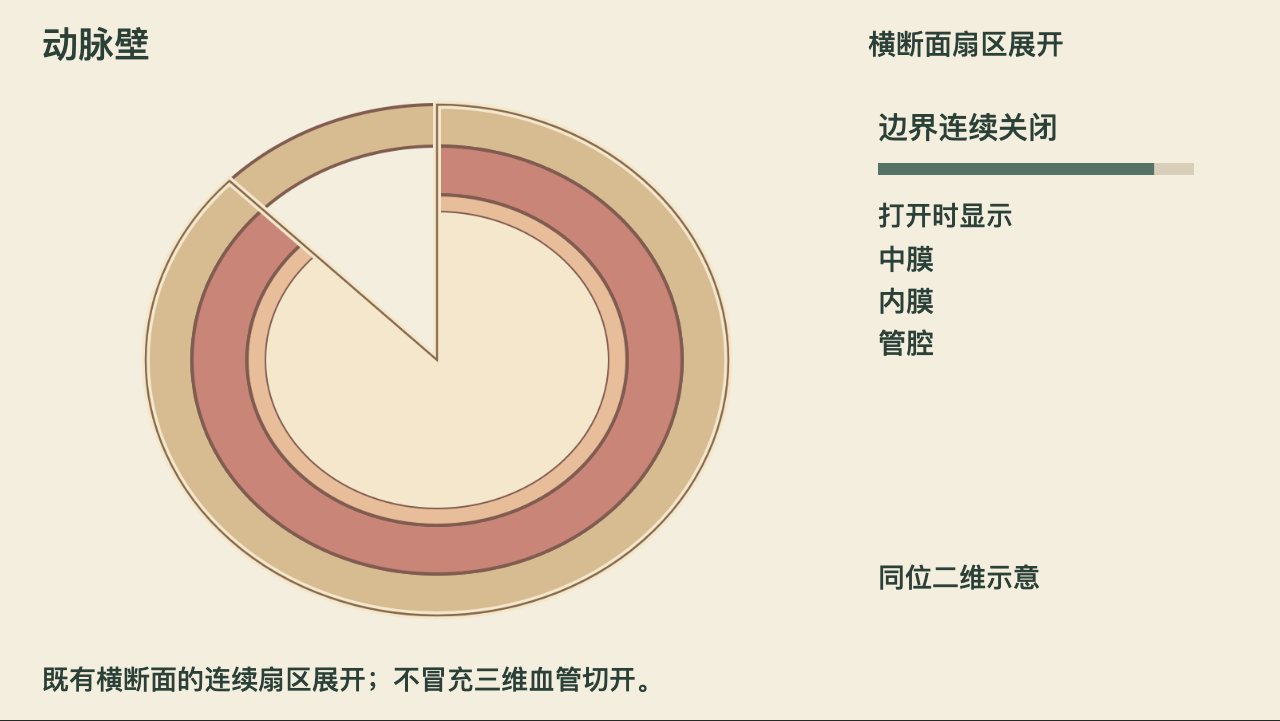 动脉壁
横断面扇区展开
边界连续关闭
打开时显示
中膜
内膜
管腔
同位二维示意
既有横断面的连续扇区展开；不冒充三维血管切开。